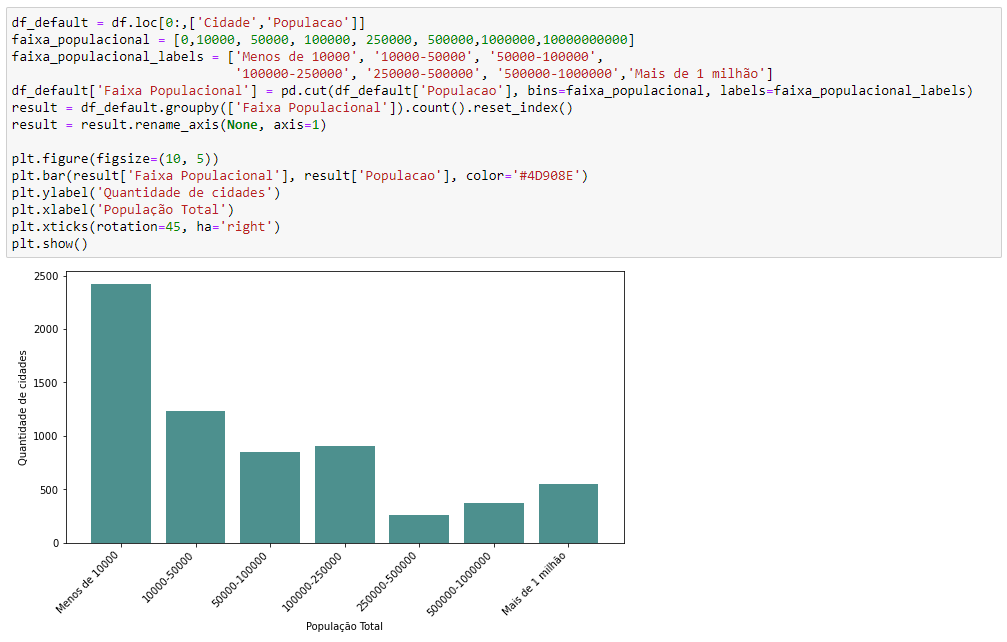 df_default = df.loc[0:,['Cidade','Populacao']]
faixa_populacional = [0,10000, 50000, 100000, 250000, 500000,1000000,10000000000]
faixa_populacional_labels = ['Menos de 10000', '10000-50000', '50000-100000',
'100000-250000', '250000-500000', '500000-1000000','Mais de 1 milhão']
df_default['Faixa Populacional'] = pd.cut(df_default['Populacao'], bins=faixa_populacional, labels=faixa_populacional_labels)
result = df_default.groupby(['Faixa Populacional']).count().reset_index()
result = result.rename_axis(None, axis=1)
plt.figure(figsize=(10, 5))
plt.bar(result['Faixa Populacional'], result['Populacao'], color='#4D908E')
plt.ylabel('Quantidade de cidades')
plt.xlabel('População Total')
plt.xticks(rotation=45, ha='right')
plt.show()
2500
2000
1500
1000
500
0
Quantidade de cidades
Menos de 10000
10000-50000
50000-100000
100000-250000
250000-500000
500000-1000000
Mais de 1 milhão
População Total